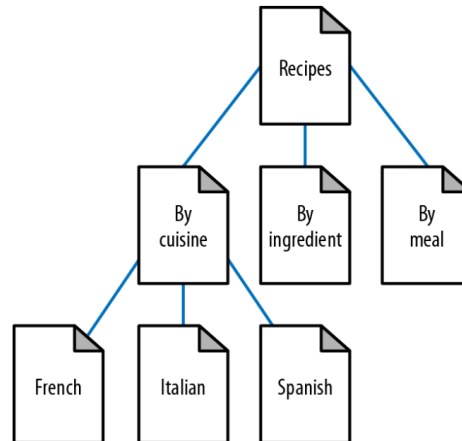 Recipes
By
cuisine
By
ingredient
By
meal
French
Italian
Spanish